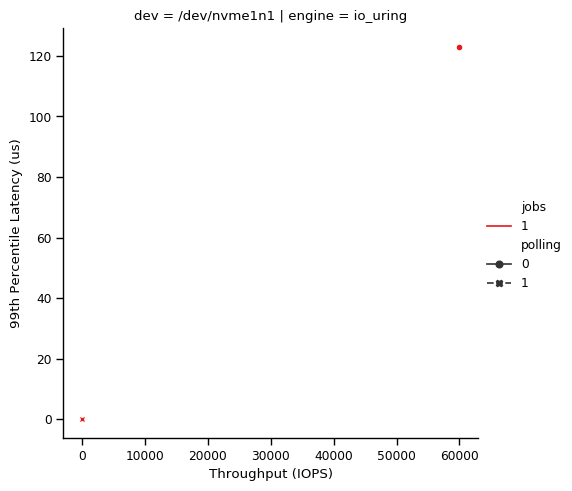 dev = /dev/nvme1n1 | engine = io_uring
120
100
80
60
40
20
0
99th Percentile Latency (us)
0 10000 20000 30000 40000 50000 60000
Throughput (IOPS)
jobs
1
polling
0
1